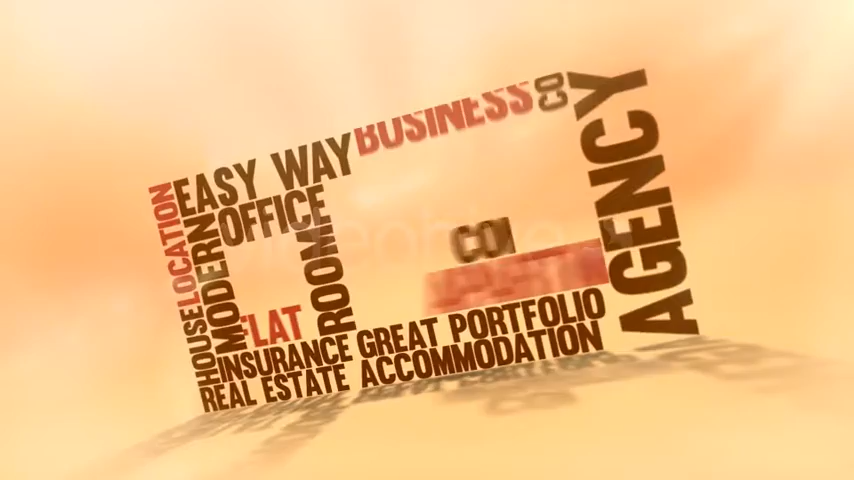 BUSINESS
CO
AGENCY
EASY WAY
LOCATION
OFFICE
MODERN
ROOM
FLAT
HOUSE
GREAT PORTFOLIO
INSURANCE
ACCOMMODATION
REAL ESTATE